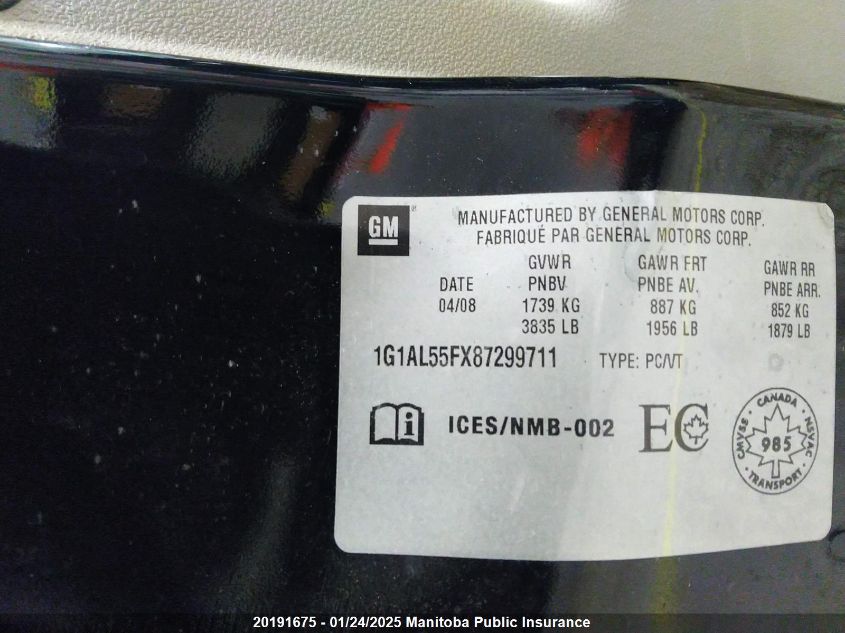 GM
MANUFACTURED BY GENERAL MOTORS CORP.
FABRIQUÉ PAR GENERAL MOTORS CORP.
DATE
04/08
GVWR
PNBV
1739 KG
3835 LB
GAWR FRT
PNBE AV.
887 KG
1956 LB
GAWR RR
PNBE ARR.
852 KG
1879 LB
1G1AL55FX87299711 TYPE: PC/VT
i ICES/NMB-002 EC
CANADA
CMVSS 985 NSVAC
TRANSPORT
20191675 - 01/24/2025 Manitoba Public Insurance